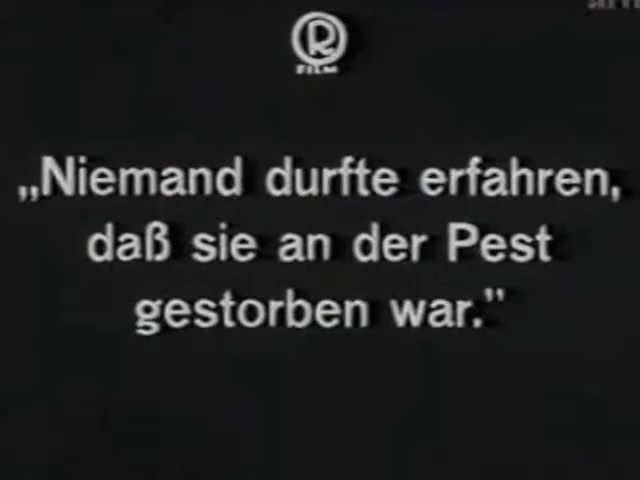 R
FILM
„Niemand durfte erfahren,
daß sie an der Pest
gestorben war.”